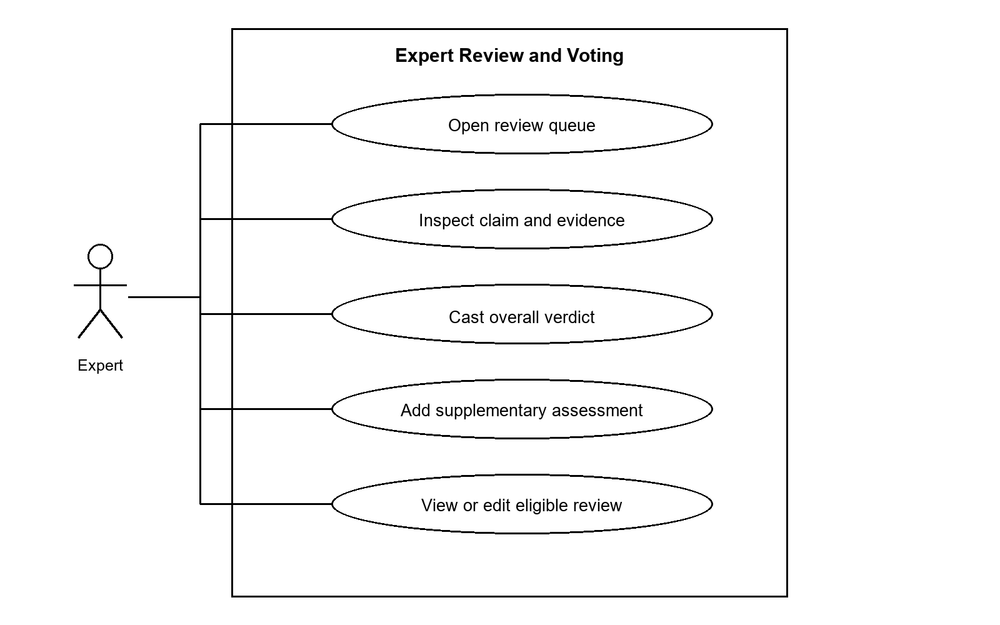 Expert Review and Voting
Open review queue
Inspect claim and evidence
Cast overall verdict
Expert
Add supplementary assessment
View or edit eligible review